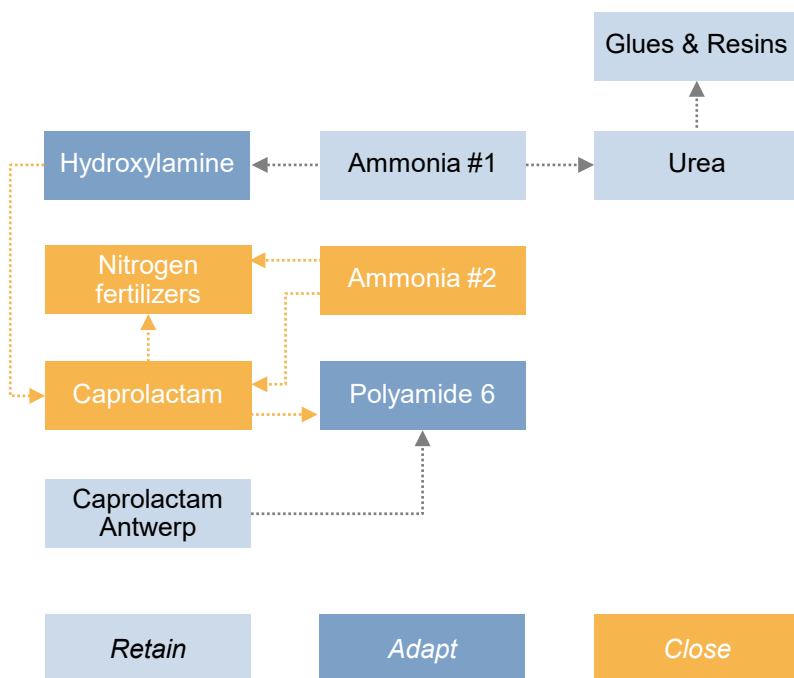 Glues & Resins
Hydroxylamine
Ammonia #1
Urea
Nitrogen
fertilizers
Ammonia #2
Caprolactam
Polyamide 6
Caprolactam
Antwerp
Retain
Adapt
Close